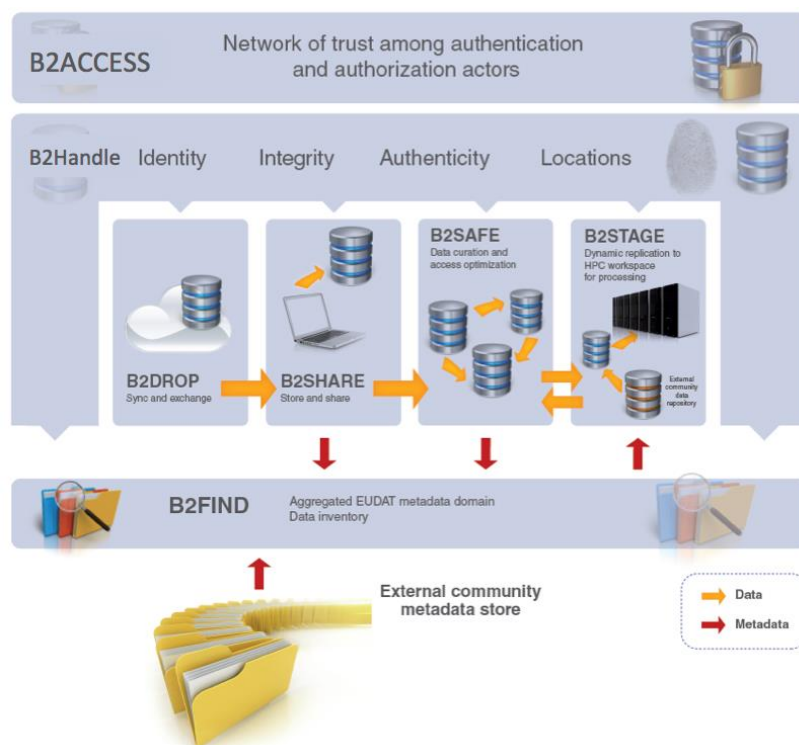 B2ACCESS
Network of trust among authentication
and authorization actors
B2Handle
Identity
Integrity
Authenticity
Locations
B2DROP
Sync and exchange
B2SHARE
Store and share
B2SAFE
Data curation and
access optimization
B2STAGE
Dynamic replication to
HPC workspace
for processing
External
community
data
repository
B2FIND
Aggregated EUDAT metadata domain
Data inventory
External community
metadata store
Data
Metadata